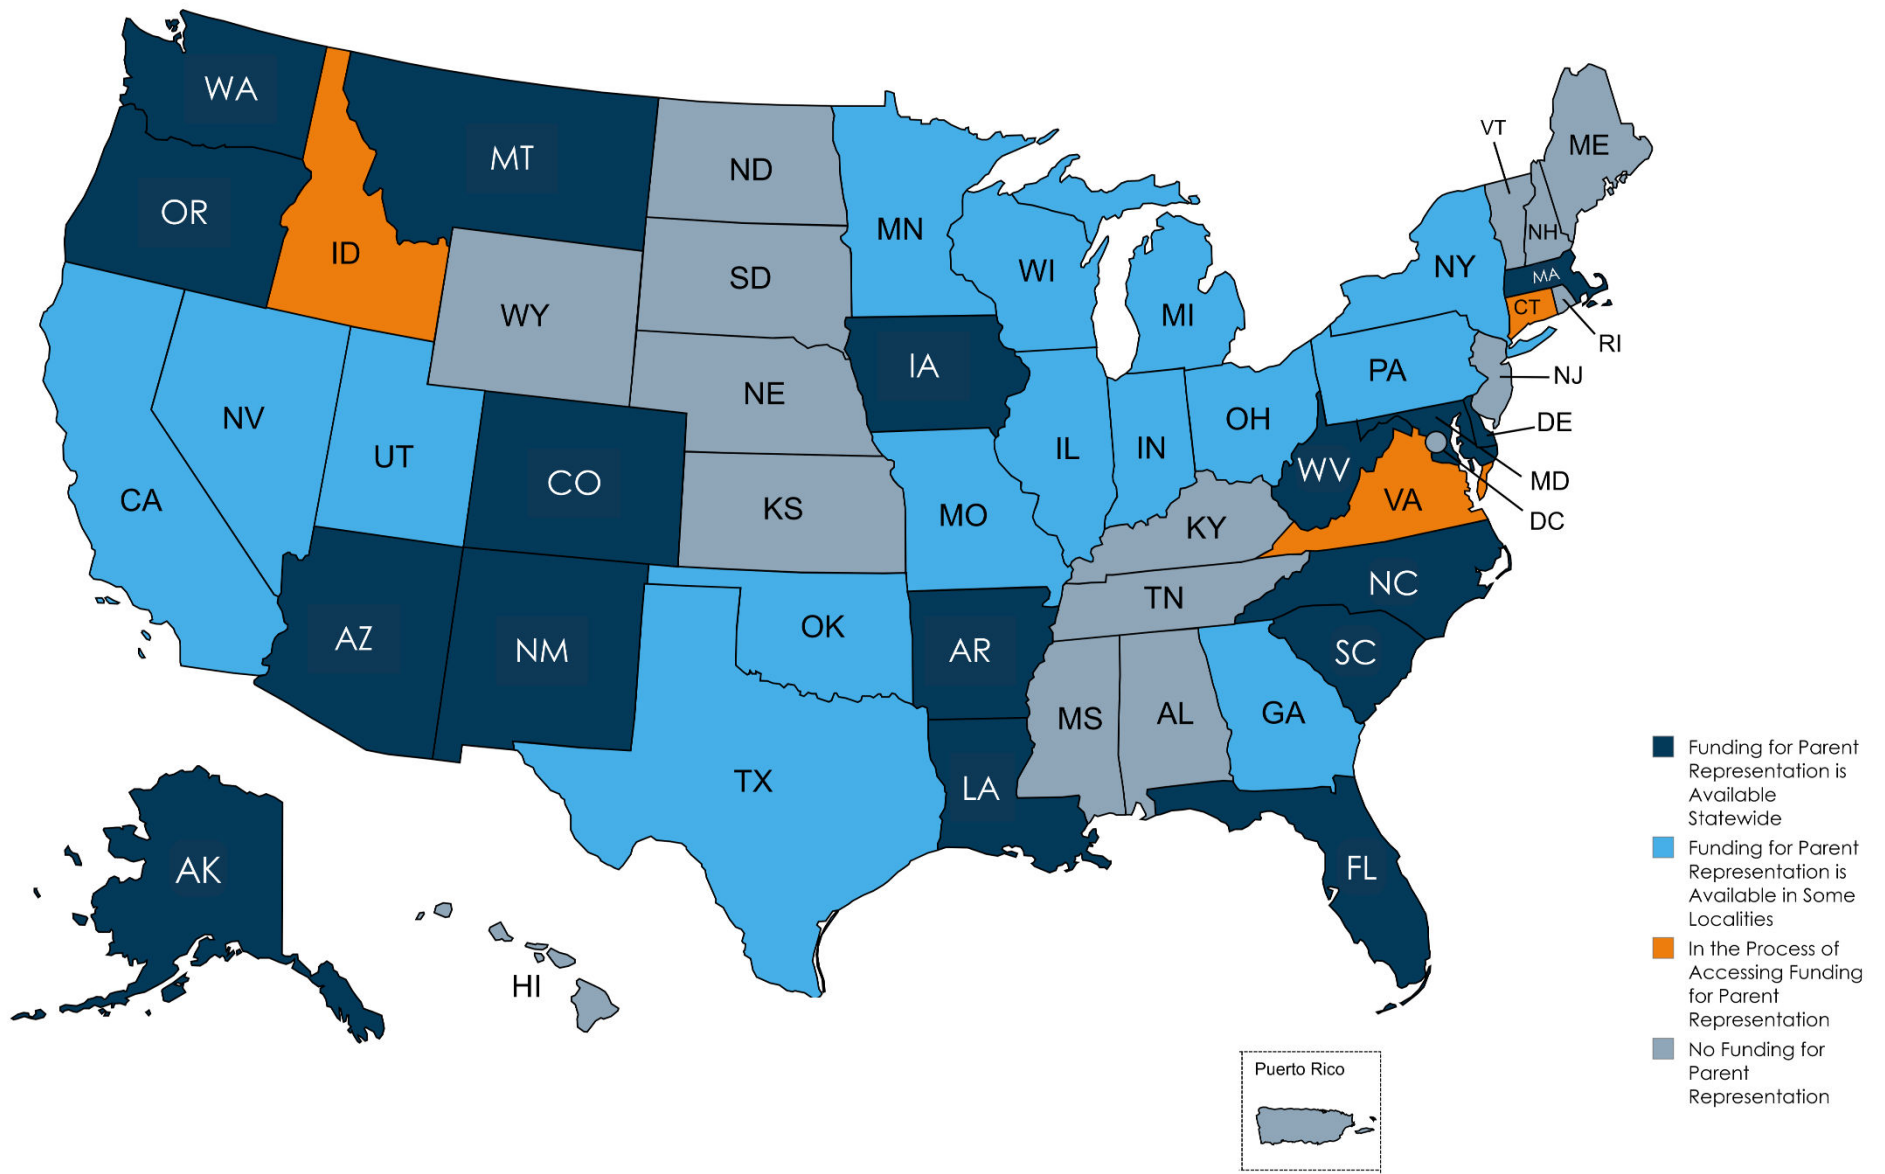 WA
MT
ND
MN
VT
ME
OR
ID
SD
WI
MI
NY
NH
MA
CT
RI
WY
IA
NE
PA
NJ
NV
UT
CO
IL
IN
OH
DE
WV
MD
DC
CA
KS
MO
KY
VA
AZ
NM
OK
AR
TN
NC
SC
MS
AL
GA
TX
LA
FL
AK
HI
Funding for Parent
Representation is
Available
Statewide
Funding for Parent
Representation is
Available in Some
Localities
In the Process of
Accessing Funding
for Parent
Representation
No Funding for
Parent
Representation
Puerto Rico